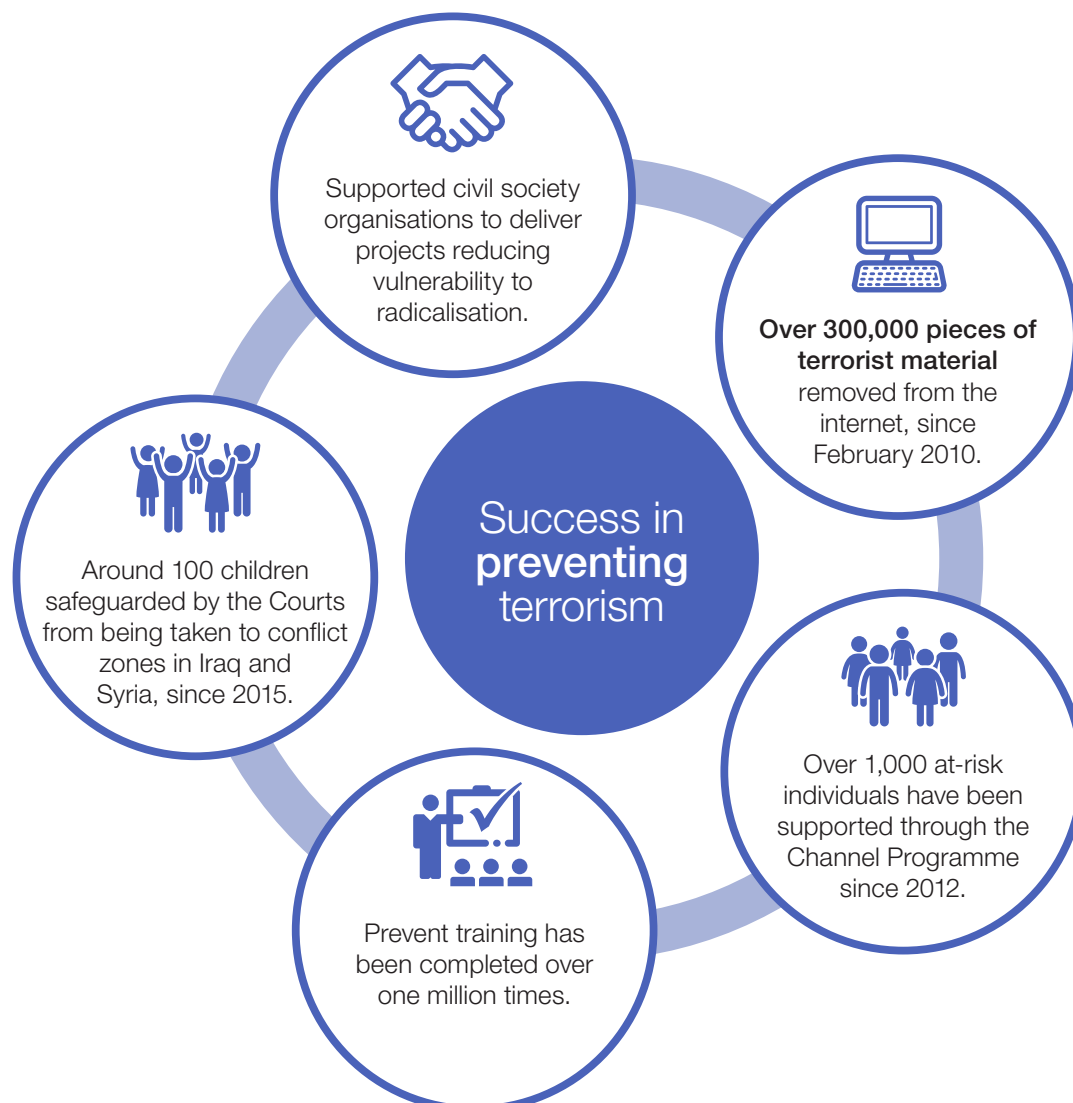 Supported civil society
organisations to deliver
projects reducing
vulnerability to
radicalisation.
Over 300,000 pieces of
terrorist material
removed from the
internet, since
February 2010.
Success in
preventing
terrorism
Around 100 children
safeguarded by the Courts
from being taken to conflict
zones in Iraq and
Syria, since 2015.
Over 1,000 at-risk
individuals have been
supported through the
Channel Programme
since 2012.
Prevent training has
been completed over
one million times.